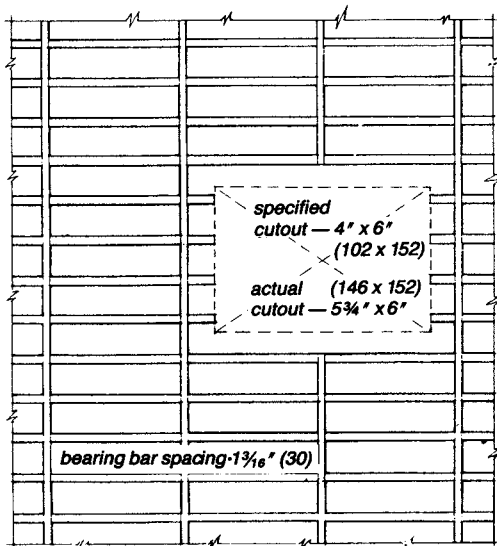 specified
cutout — 4" x 6"
(102 x 152)
actual (146 x 152)
cutout — 5¾" x 6"
bearing bar spacing·1³⁄₁₆" (30)